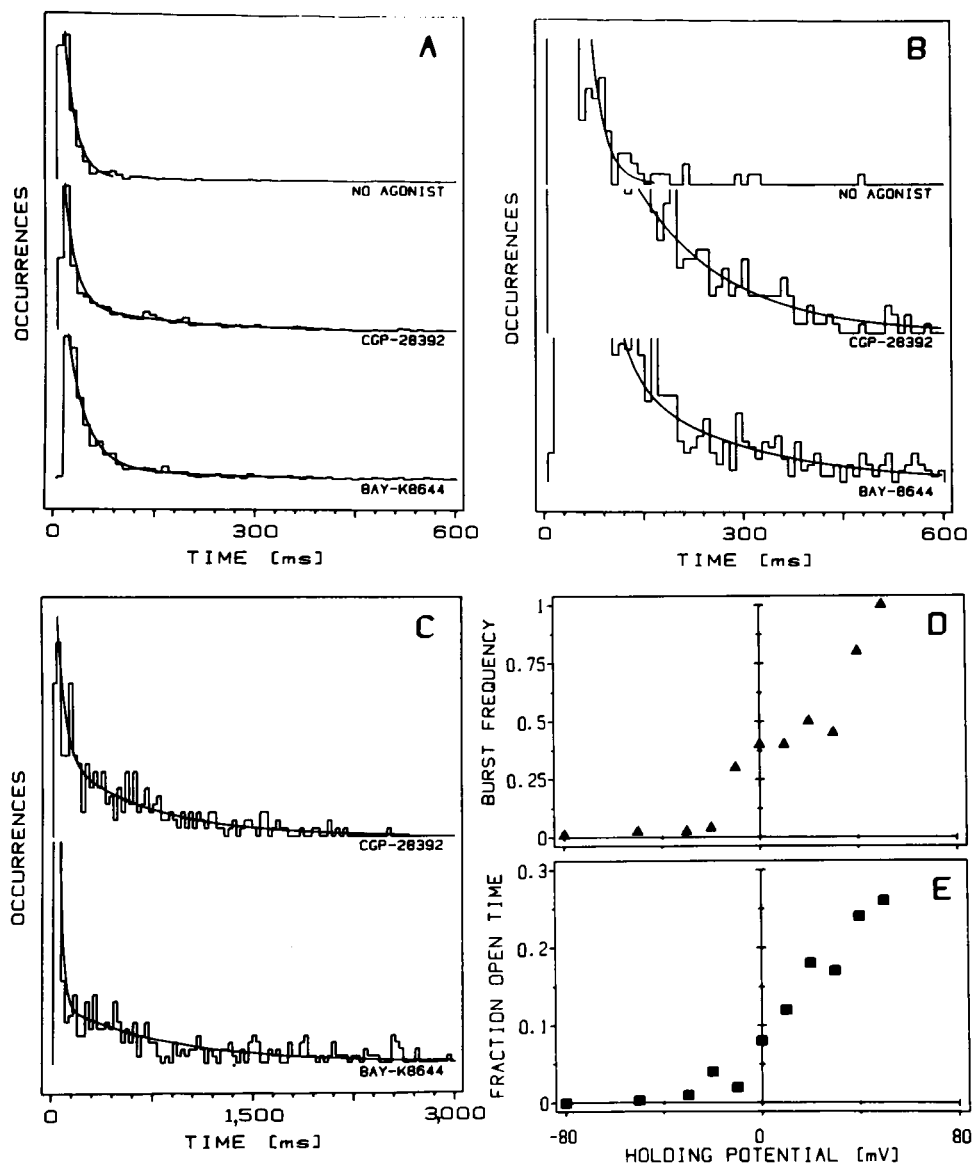 A
OCCURRENCES
NO AGONIST
CGP-28392
BAY-K8644
0
300
600
TIME [ms]
B
OCCURRENCES
NO AGONIST
CGP-28392
BAY-8644
0
300
600
TIME [ms]
C
OCCURRENCES
CGP-28392
BAY-K8644
0
1,500
3,000
TIME [ms]
D
BURST FREQUENCY
1
0.75
0.5
0.25
0
E
FRACTION OPEN TIME
0.3
0.2
0.1
0
-80
0
80
HOLDING POTENTIAL [mV]